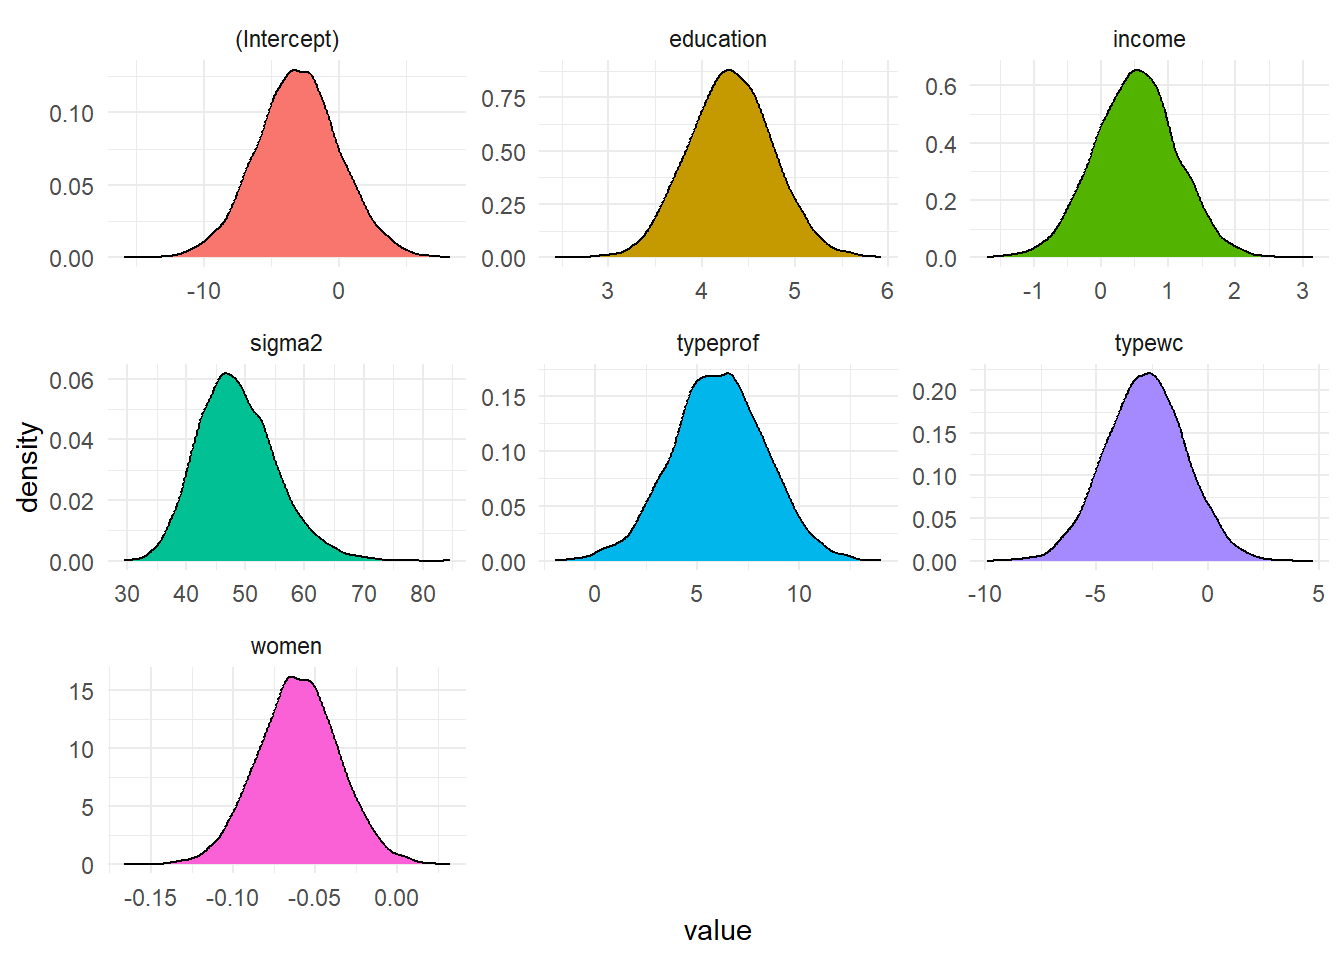 (Intercept) education income
0.10 0.05 0.00
0.75 0.50 0.25 0.00
0.6 0.4 0.2 0.0
-10 0
3 4 5 6
-1 0 1 2 3
sigma2 typeprof typewc
0.06 0.04 0.02 0.00
0.15 0.10 0.05 0.00
0.20 0.15 0.10 0.05 0.00
30 40 50 60 70 80
0 5 10
-10 -5 0 5
women
15 10 5 0
-0.15 -0.10 -0.05 0.00
density
value